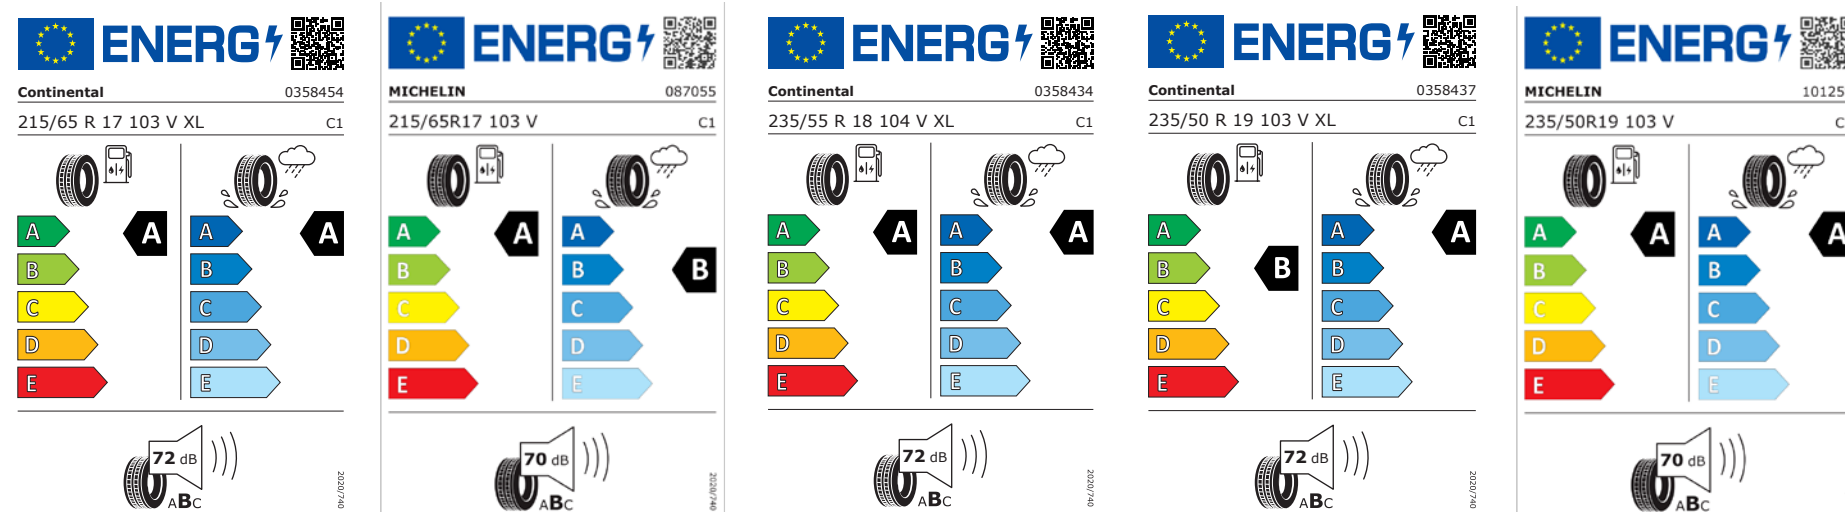 ENERG
Continental 0358454
215/65 R 17 103 V XL C1
A A
B
C
D
E
A A
B
C
D
E
72 dB
ABC
2020/740
ENERG
MICHELIN 087055
215/65R17 103 V C1
A A
B
C
D
E
A
B B
C
D
E
70 dB
ABC
2020/740
ENERG
Continental 0358434
235/55 R 18 104 V XL C1
A A
B
C
D
E
A A
B
C
D
E
72 dB
ABC
2020/740
ENERG
Continental 0358437
235/50 R 19 103 V XL C1
A
B B
C
D
E
A A
B
C
D
E
72 dB
ABC
2020/740
ENERG
MICHELIN 10125
235/50R19 103 V C
A A
B
C
D
E
A A
B
C
D
E
70 dB
ABC